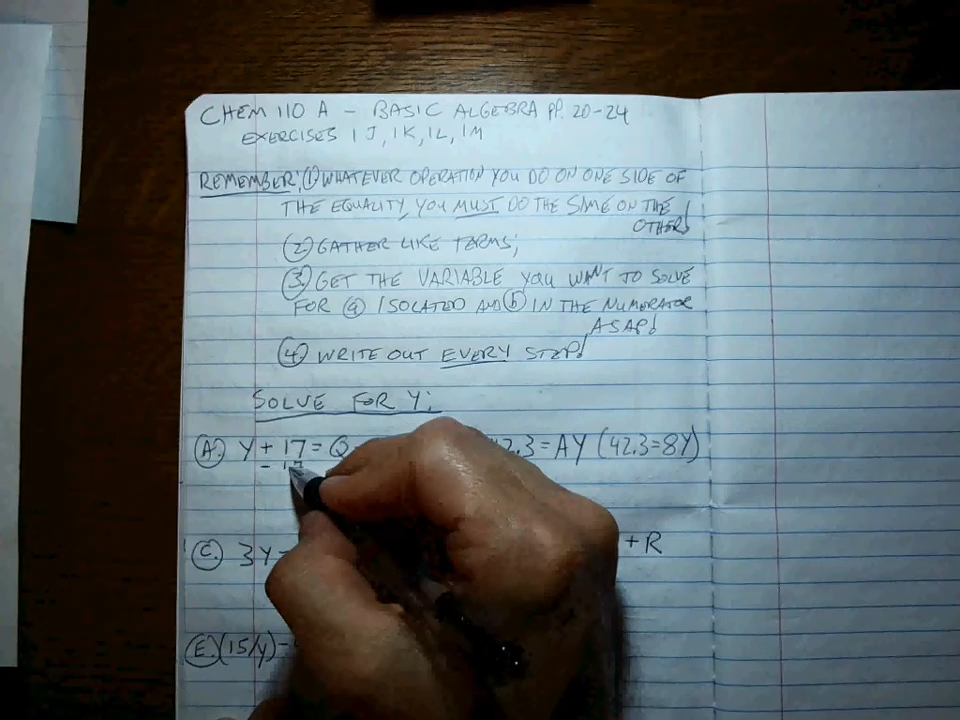 CHEM 110 A - BASIC ALGEBRA PP. 20-24
EXERCISES 1J, 1K, 1L, 1M
REMEMBER: ① WHATEVER OPERATION YOU DO ON ONE SIDE OF
THE EQUALITY, YOU MUST DO THE SAME ON THE
OTHER!
② GATHER LIKE TERMS;
③. GET THE VARIABLE YOU WANT TO SOLVE
FOR ⓐ ISOLATED AND ⓑ IN THE NUMERATOR
ASAP!
④ WRITE OUT EVERY STEP!
SOLVE FOR Y:
Ⓐ. Y + 17 = Q 42.3 = AY (42.3 = 8Y)
- 17
Ⓒ. 3Y + R
Ⓔ. (15/Y) -